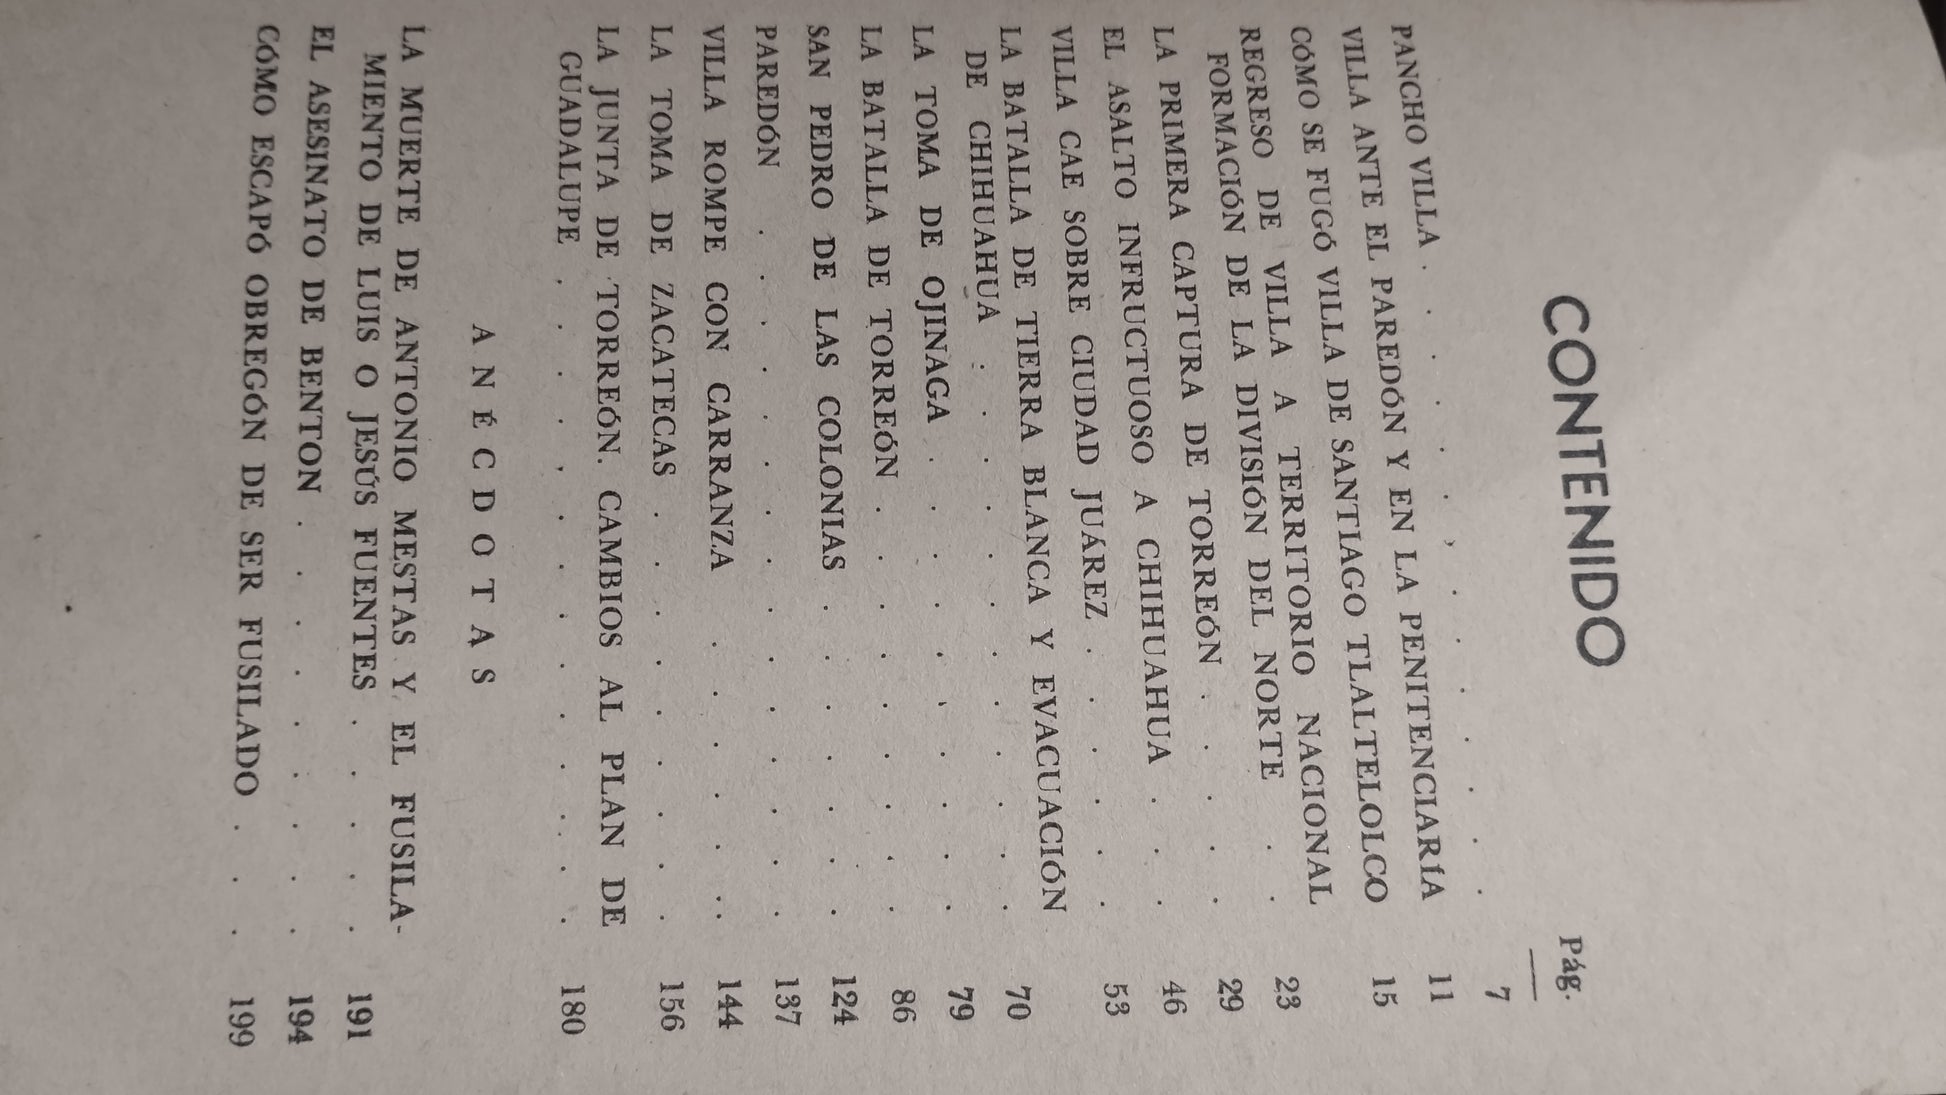 CONTENIDO
Pág.
PANCHO VILLA . . . . . . . . . . . . . 7
VILLA ANTE EL PAREDÓN Y EN LA PENITENCIARÍA 11
CÓMO SE FUGÓ VILLA DE SANTIAGO TLALTELOLCO 15
REGRESO DE VILLA A TERRITORIO NACIONAL
FORMACIÓN DE LA DIVISIÓN DEL NORTE . . . 23
LA PRIMERA CAPTURA DE TORREÓN . . . . . 29
EL ASALTO INFRUCTUOSO A CHIHUAHUA . . . 46
VILLA CAE SOBRE CIUDAD JUÁREZ . . . . . . 53
LA BATALLA DE TIERRA BLANCA Y EVACUACIÓN
DE CHIHUAHUA . . . . . . . . . . . . 70
LA TOMA DE OJINAGA . . . . . . . . . . 79
LA BATALLA DE TORREÓN . . . . . . . . . 86
SAN PEDRO DE LAS COLONIAS . . . . . . . 124
PAREDÓN . . . . . . . . . . . . . . . 137
VILLA ROMPE CON CARRANZA . . . . . . . 144
LA TOMA DE ZACATECAS . . . . . . . . . 156
LA JUNTA DE TORREÓN. CAMBIOS AL PLAN DE
GUADALUPE . . . . . . . . . . . . . . 180
ANÉCDOTAS
LA MUERTE DE ANTONIO MESTAS Y EL FUSILA-
MIENTO DE LUIS O JESÚS FUENTES . . . . . 191
EL ASESINATO DE BENTON . . . . . . . . . 194
CÓMO ESCAPÓ OBREGÓN DE SER FUSILADO . . . 199